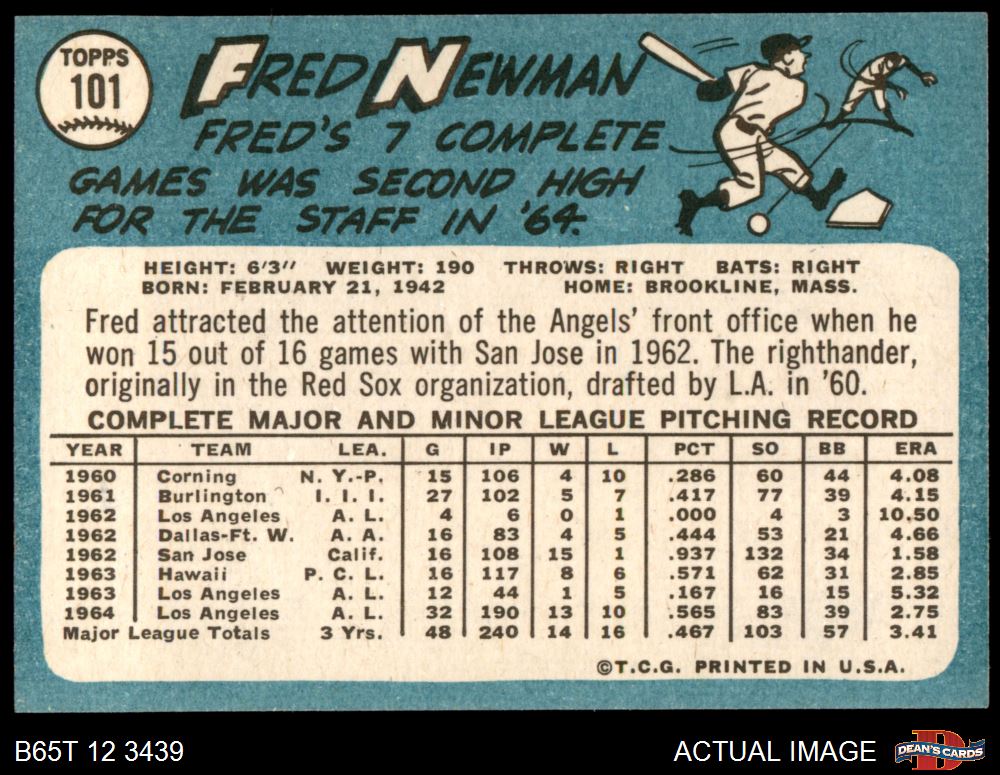 TOPPS
101
FRED NEWMAN
FRED'S 7 COMPLETE
GAMES WAS SECOND HIGH
FOR THE STAFF IN '64.
HEIGHT: 6'3" WEIGHT: 190 THROWS: RIGHT BATS: RIGHT
BORN: FEBRUARY 21, 1942 HOME: BROOKLINE, MASS.
Fred attracted the attention of the Angels' front office when he
won 15 out of 16 games with San Jose in 1962. The righthander,
originally in the Red Sox organization, drafted by L.A. in '60.
COMPLETE MAJOR AND MINOR LEAGUE PITCHING RECORD
YEAR TEAM LEA. G IP W L PCT SO BB ERA
1960 Corning N. Y.-P. 15 106 4 10 .286 60 44 4.08
1961 Burlington I. I. I. 27 102 5 7 .417 77 39 4.15
1962 Los Angeles A. L. 4 6 0 1 .000 4 3 10.50
1962 Dallas-Ft. W. A. A. 16 83 4 5 .444 53 21 4.66
1962 San Jose Calif. 16 108 15 1 .937 132 34 1.58
1963 Hawaii P. C. L. 16 117 8 6 .571 62 31 2.85
1963 Los Angeles A. L. 12 44 1 5 .167 16 15 5.32
1964 Los Angeles A. L. 32 190 13 10 .565 83 39 2.75
Major League Totals 3 Yrs. 48 240 14 16 .467 103 57 3.41
©T.C.G. PRINTED IN U.S.A.
B65T 12 3439 ACTUAL IMAGE D DEAN'S CARDS